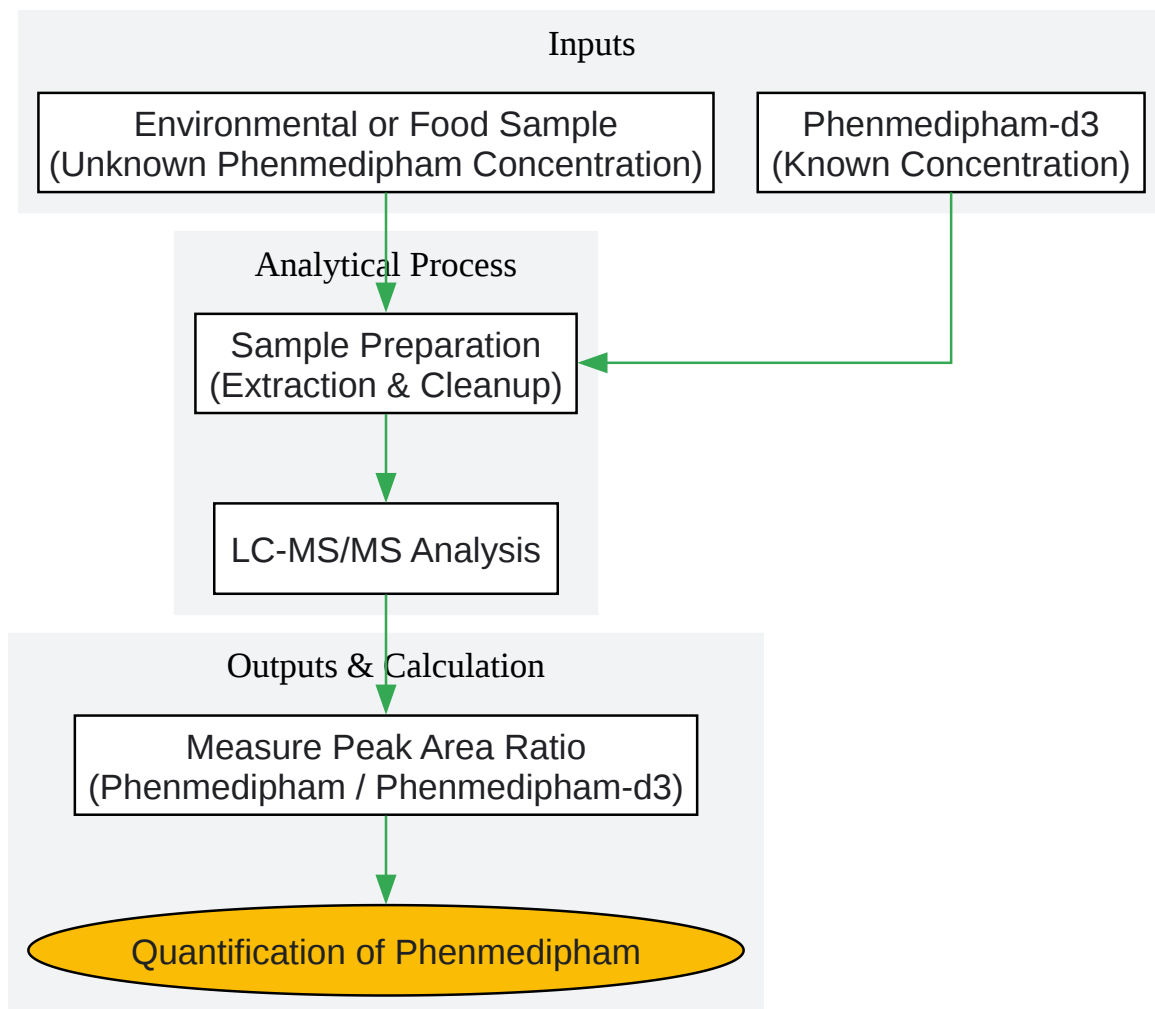 Inputs
Environmental or Food Sample
(Unknown Phenmedipham Concentration)
Phenmedipham-d3
(Known Concentration)
Analytical Process
Sample Preparation
(Extraction & Cleanup)
LC-MS/MS Analysis
Outputs & Calculation
Measure Peak Area Ratio
(Phenmedipham / Phenmedipham-d3)
Quantification of Phenmedipham